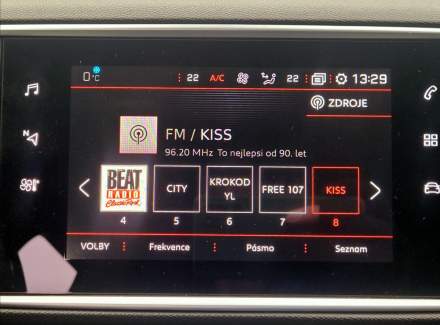 0°C 22 A/C 22 13:29
ZDROJE
N
FM / KISS
96.20 MHz To nejlepsi od 90. let
BEAT RADIO CITY KROKOD YL FREE 107 KISS
4 5 6 7 8
VOLBY Frekvence Pásmo Seznam